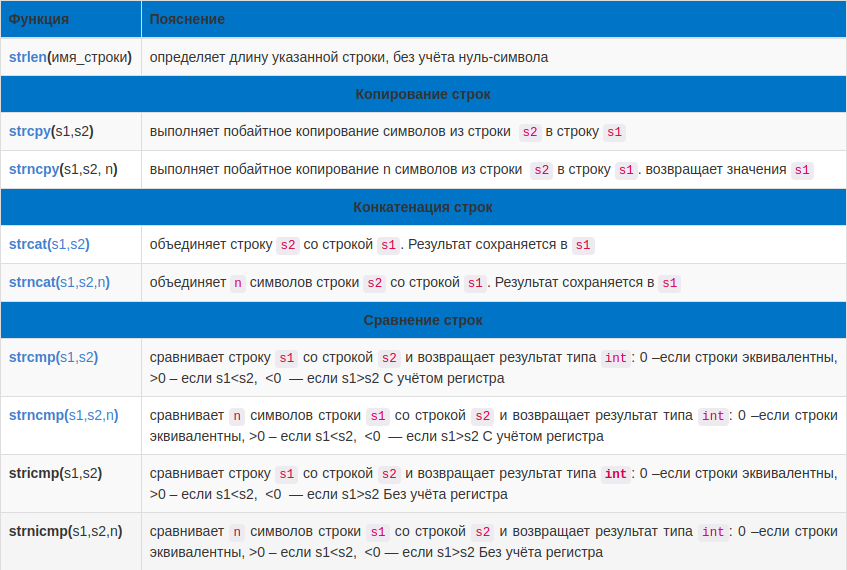 Функция Пояснение
strlen(имя_строки) определяет длину указанной строки, без учёта нуль-символа
Копирование строк
strcpy(s1,s2) выполняет побайтное копирование символов из строки s2 в строку s1
strncpy(s1,s2, n) выполняет побайтное копирование n символов из строки s2 в строку s1. возвращает значения s1
Конкатенация строк
strcat(s1,s2) объединяет строку s2 со строкой s1. Результат сохраняется в s1
strncat(s1,s2,n) объединяет n символов строки s2 со строкой s1. Результат сохраняется в s1
Сравнение строк
strcmp(s1,s2) сравнивает строку s1 со строкой s2 и возвращает результат типа int: 0 –если строки эквивалентны,
>0 – если s1<s2, <0 — если s1>s2 С учётом регистра
strncmp(s1,s2,n) сравнивает n символов строки s1 со строкой s2 и возвращает результат типа int: 0 –если строки
эквивалентны, >0 – если s1<s2, <0 — если s1>s2 С учётом регистра
stricmp(s1,s2) сравнивает строку s1 со строкой s2 и возвращает результат типа int: 0 –если строки эквивалентны,
>0 – если s1<s2, <0 — если s1>s2 Без учёта регистра
strnicmp(s1,s2,n) сравнивает n символов строки s1 со строкой s2 и возвращает результат типа int: 0 –если строки
эквивалентны, >0 – если s1<s2, <0 — если s1>s2 Без учёта регистра